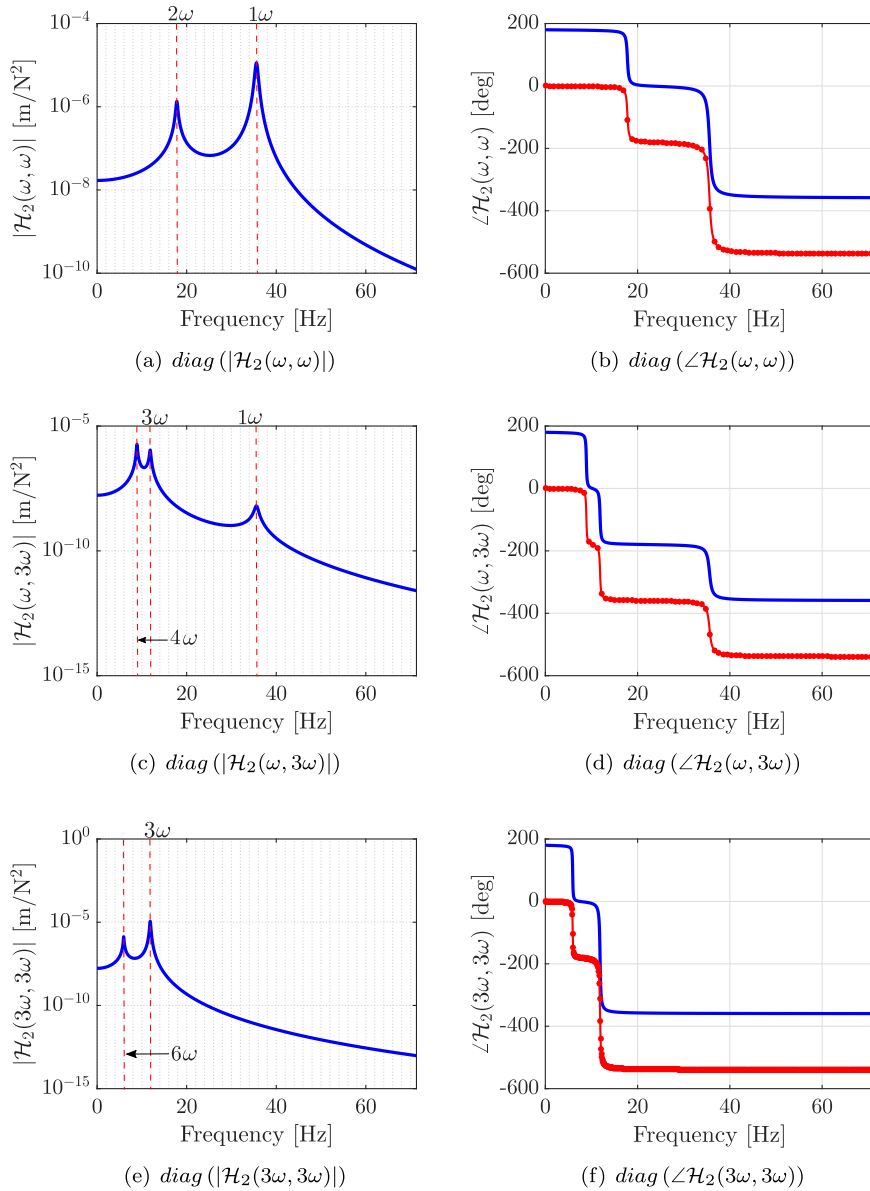 2ω 1ω
10⁻⁴
10⁻⁶
10⁻⁸
10⁻¹⁰
|ℋ₂(ω, ω)| [m/N²]
0 20 40 60
Frequency [Hz]
(a) diag (|ℋ₂(ω, ω)|)
200
0
-200
-400
-600
∠ℋ₂(ω, ω) [deg]
0 20 40 60
Frequency [Hz]
(b) diag (∠ℋ₂(ω, ω))
3ω 1ω
10⁻⁵
10⁻¹⁰
10⁻¹⁵
4ω
|ℋ₂(ω, 3ω)| [m/N²]
0 20 40 60
Frequency [Hz]
(c) diag (|ℋ₂(ω, 3ω)|)
200
0
-200
-400
-600
∠ℋ₂(ω, 3ω) [deg]
0 20 40 60
Frequency [Hz]
(d) diag (∠ℋ₂(ω, 3ω))
3ω
10⁰
10⁻⁵
10⁻¹⁰
10⁻¹⁵
6ω
|ℋ₂(3ω, 3ω)| [m/N²]
0 20 40 60
Frequency [Hz]
(e) diag (|ℋ₂(3ω, 3ω)|)
200
0
-200
-400
-600
∠ℋ₂(3ω, 3ω) [deg]
0 20 40 60
Frequency [Hz]
(f) diag (∠ℋ₂(3ω, 3ω))